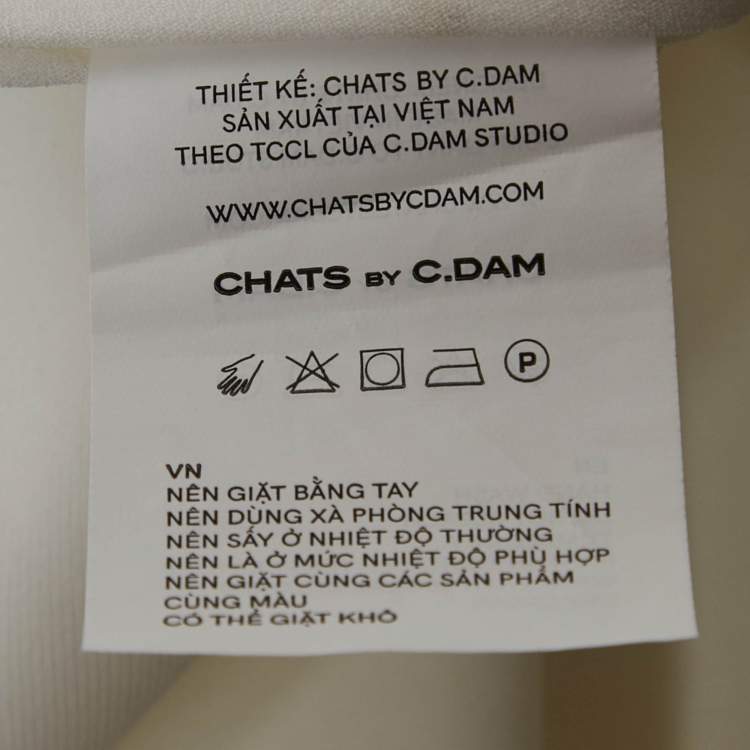 THIẾT KẾ: CHATS BY C.DAM
SẢN XUẤT TẠI VIỆT NAM
THEO TCCL CỦA C.DAM STUDIO
WWW.CHATSBYCDAM.COM
CHATS BY C.DAM
P
VN
NÊN GIẶT BẰNG TAY
NÊN DÙNG XÀ PHÒNG TRUNG TÍNH
NÊN SẤY Ở NHIỆT ĐỘ THƯỜNG
NÊN LÀ Ở MỨC NHIỆT ĐỘ PHÙ HỢP
NÊN GIẶT CÙNG CÁC SẢN PHẨM
CÙNG MÀU
CÓ THỂ GIẶT KHÔ